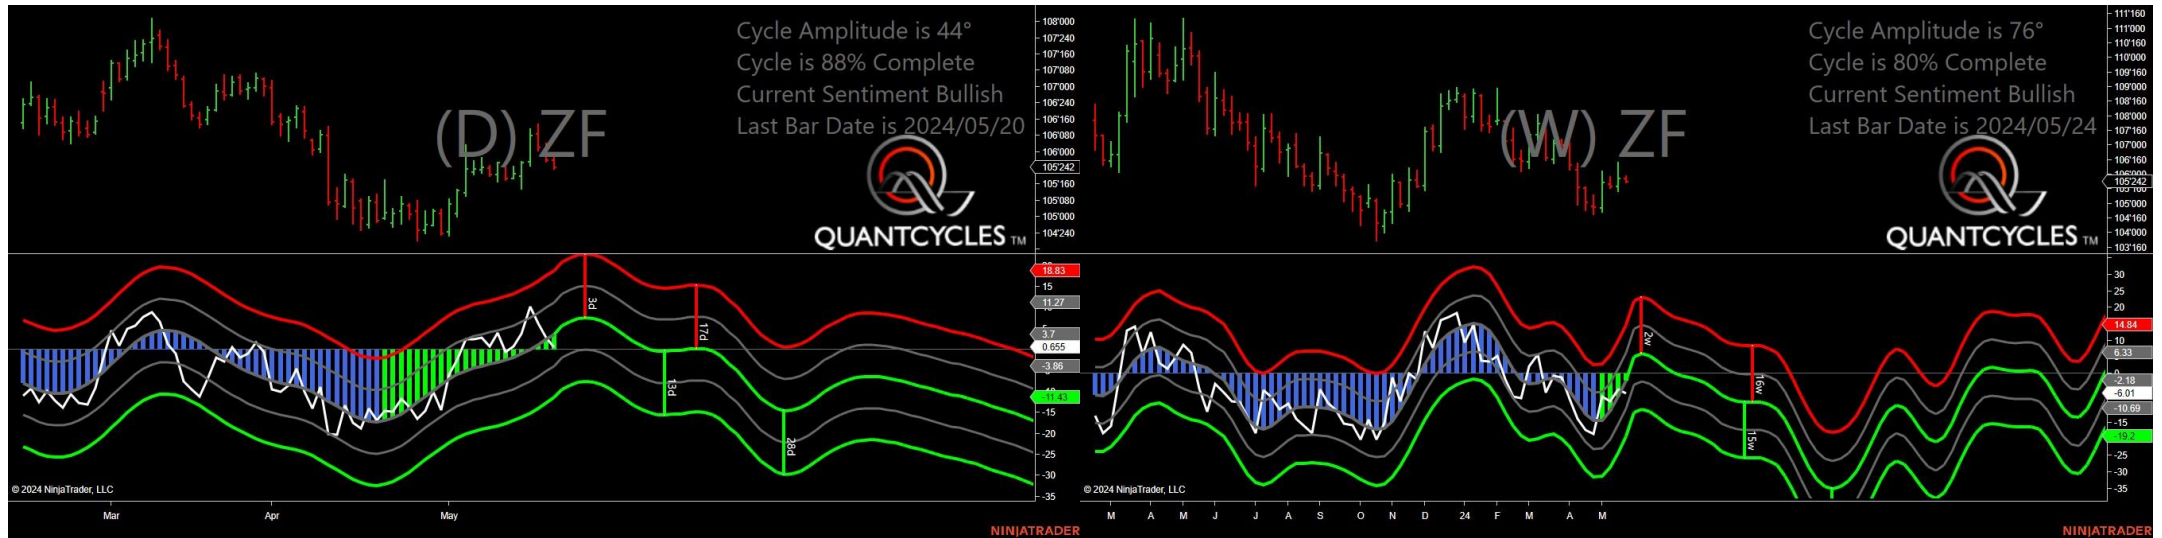 Cycle Amplitude is 44°
Cycle is 88% Complete
Current Sentiment Bullish
Last Bar Date is 2024/05/20
(D) ZF
QUANTCYCLES TM
108'000
107'240
107'160
107'080
107'000
106'240
106'160
106'080
106'000
105'242
105'160
105'080
105'000
104'240
18.83
15
11.27
3.7
0.655
-3.86
-11.43
-15
-20
-25
-30
-35
3d
17d
13d
28d
© 2024 NinjaTrader, LLC
Mar
Apr
May
NINJATRADER
Cycle Amplitude is 76°
Cycle is 80% Complete
Current Sentiment Bullish
Last Bar Date is 2024/05/24
(W) ZF
QUANTCYCLES TM
111'160
111'000
110'160
110'000
109'160
109'000
108'160
108'000
107'160
107'000
106'160
105'242
105'000
104'160
104'000
103'160
30
25
20
14.84
10
6.33
0
-2.18
-6.01
-10.69
-15
-19.2
-25
-30
-35
2w
16w
15w
© 2024 NinjaTrader, LLC
M
A
M
J
J
A
S
O
N
D
24
F
M
A
M
NINJATRADER